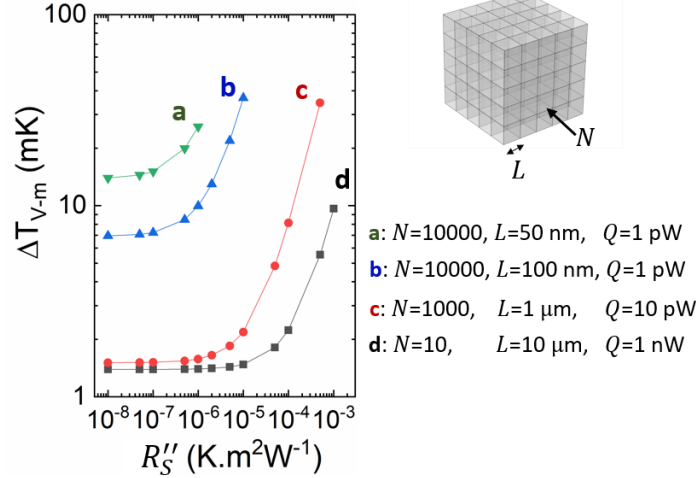 100
10
1
ΔT_V-m (mK)
a
b
c
d
10⁻⁸ 10⁻⁷ 10⁻⁶ 10⁻⁵ 10⁻⁴ 10⁻³
R″_S (K.m²W⁻¹)
N
L
a: N=10000, L=50 nm, Q=1 pW
b: N=10000, L=100 nm, Q=1 pW
c: N=1000, L=1 μm, Q=10 pW
d: N=10, L=10 μm, Q=1 nW